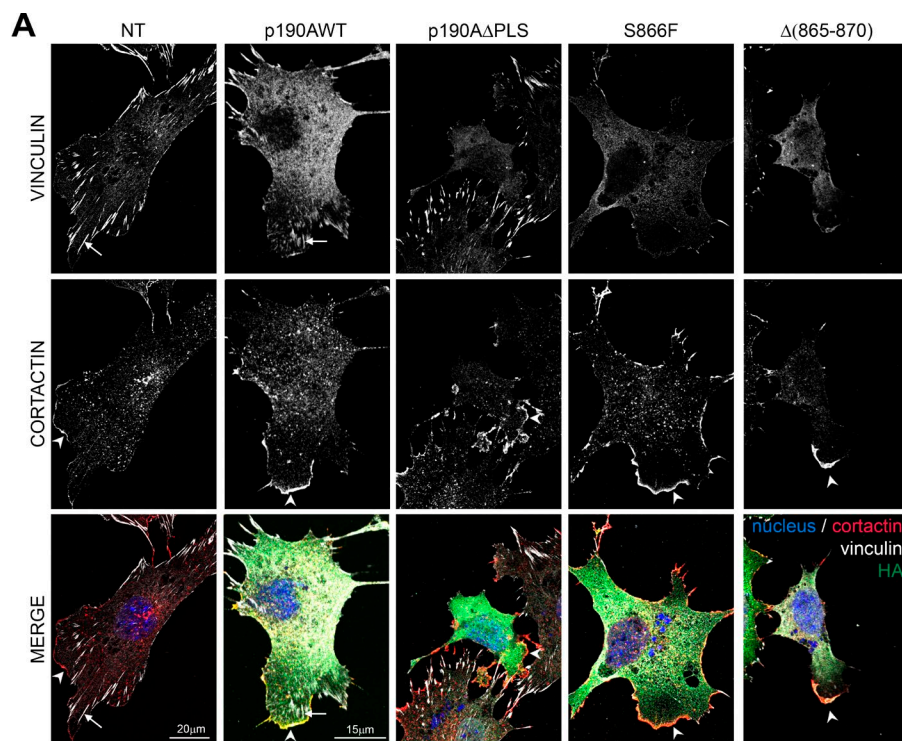 A
NT p190AWT p190AΔPLS S866F Δ(865-870)
VINCULIN
CORTACTIN
MERGE
nucleus / cortactin
vinculin
HA
20μm
15μm